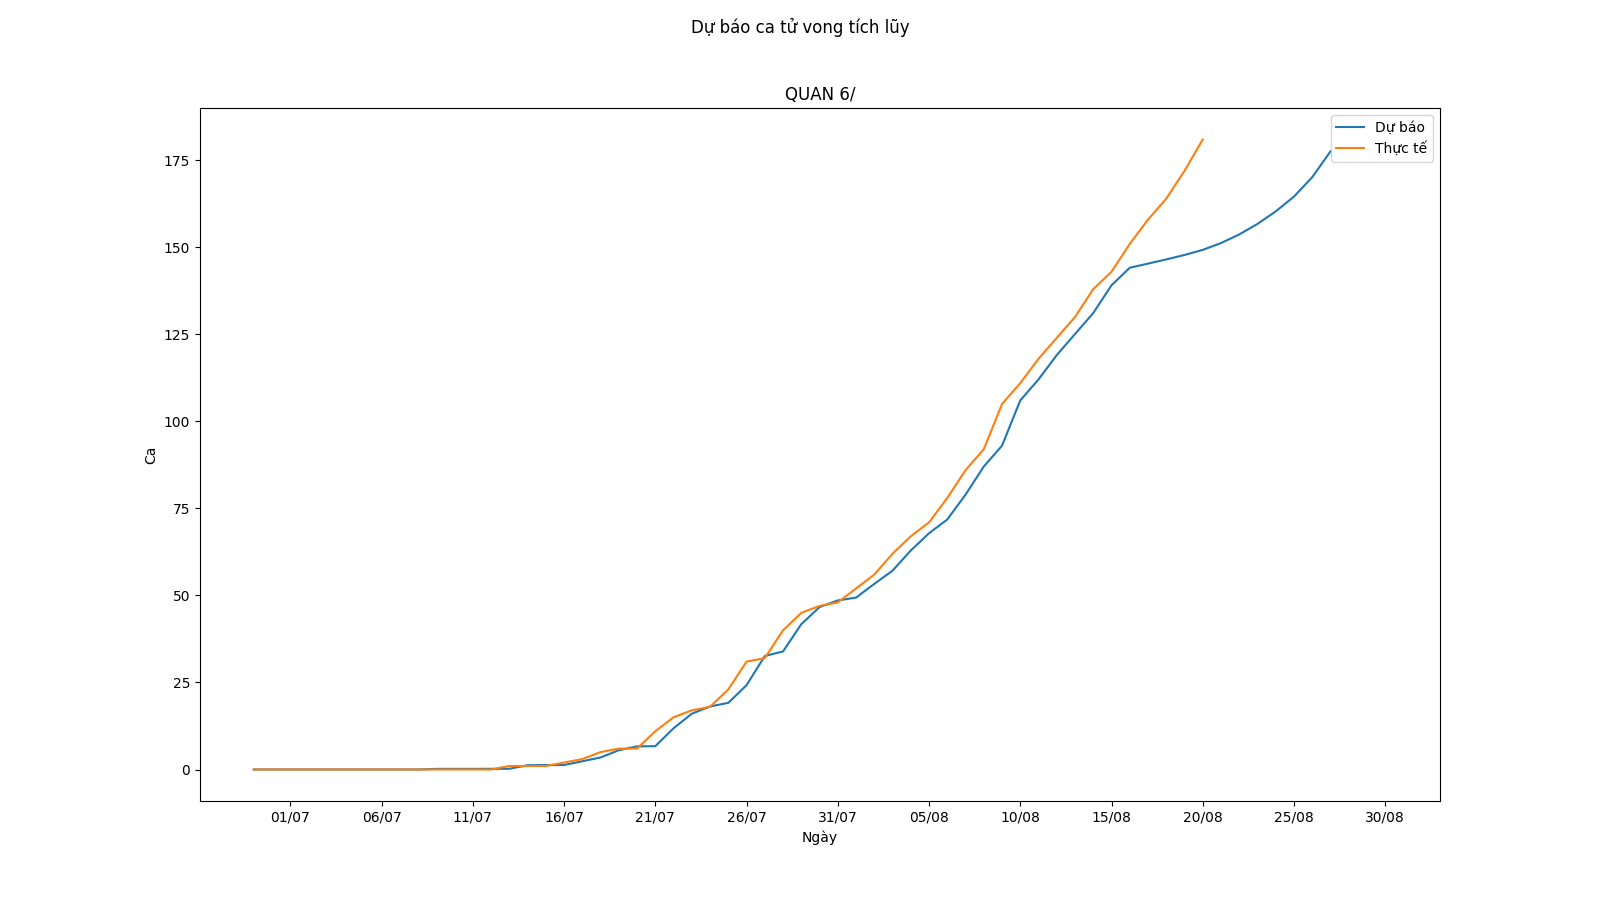 Dự báo ca tử vong tích lũy
QUAN 6/
Dự báo
Thực tế
175
150
125
100
75
50
25
0
Ca
01/07 06/07 11/07 16/07 21/07 26/07 31/07 05/08 10/08 15/08 20/08 25/08 30/08
Ngày